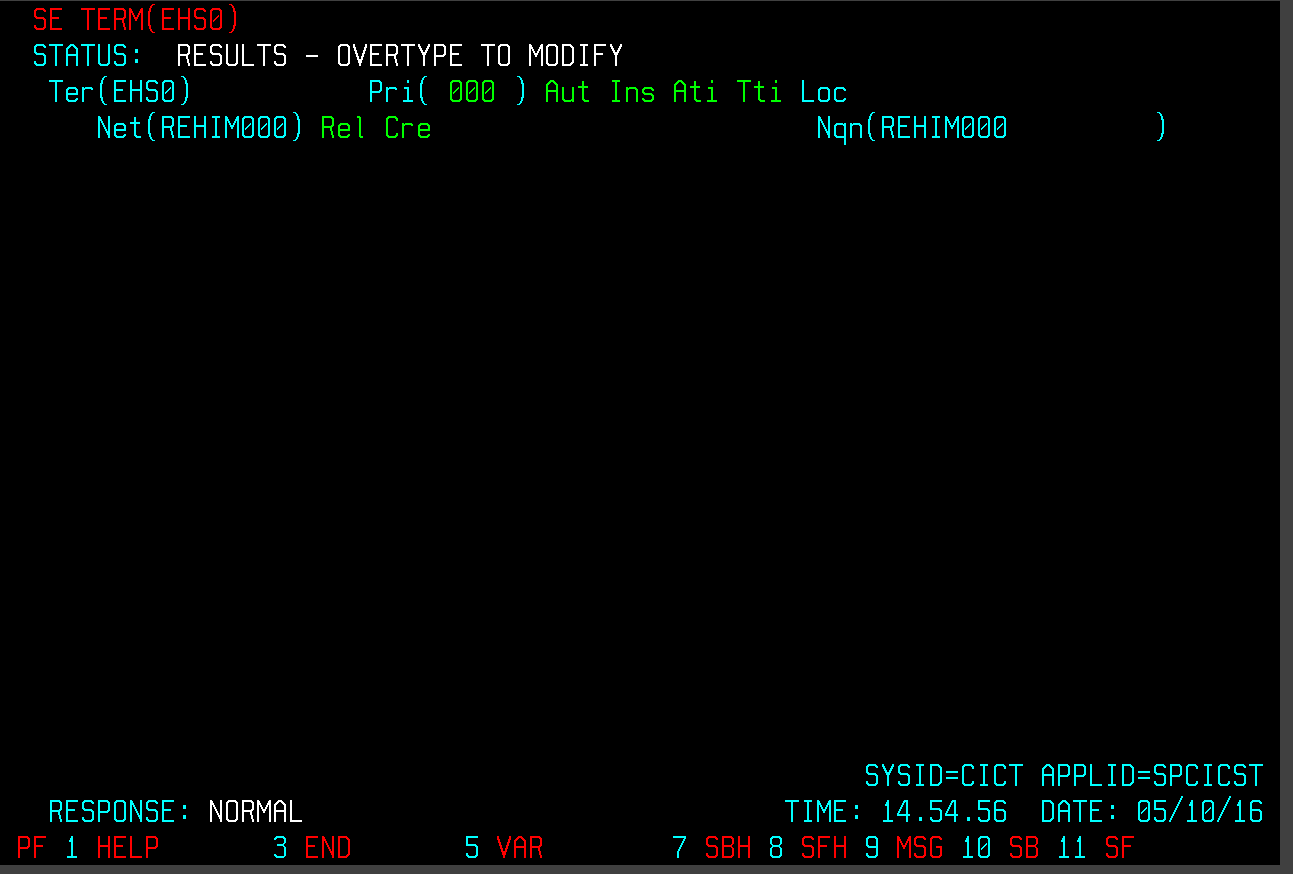 SE TERM(EHS0)
STATUS:  RESULTS - OVERTYPE TO MODIFY
Ter(EHS0)           Pri( 000 ) Aut Ins Ati Tti Loc
Net(REHIM000) Rel Cre                        Nqn(REHIM000         )
SYSID=CICT APPLID=SPCICST
RESPONSE: NORMAL                              TIME: 14.54.56  DATE: 05/10/16
PF 1 HELP       3 END       5 VAR        7 SBH 8 SFH 9 MSG 10 SB 11 SF